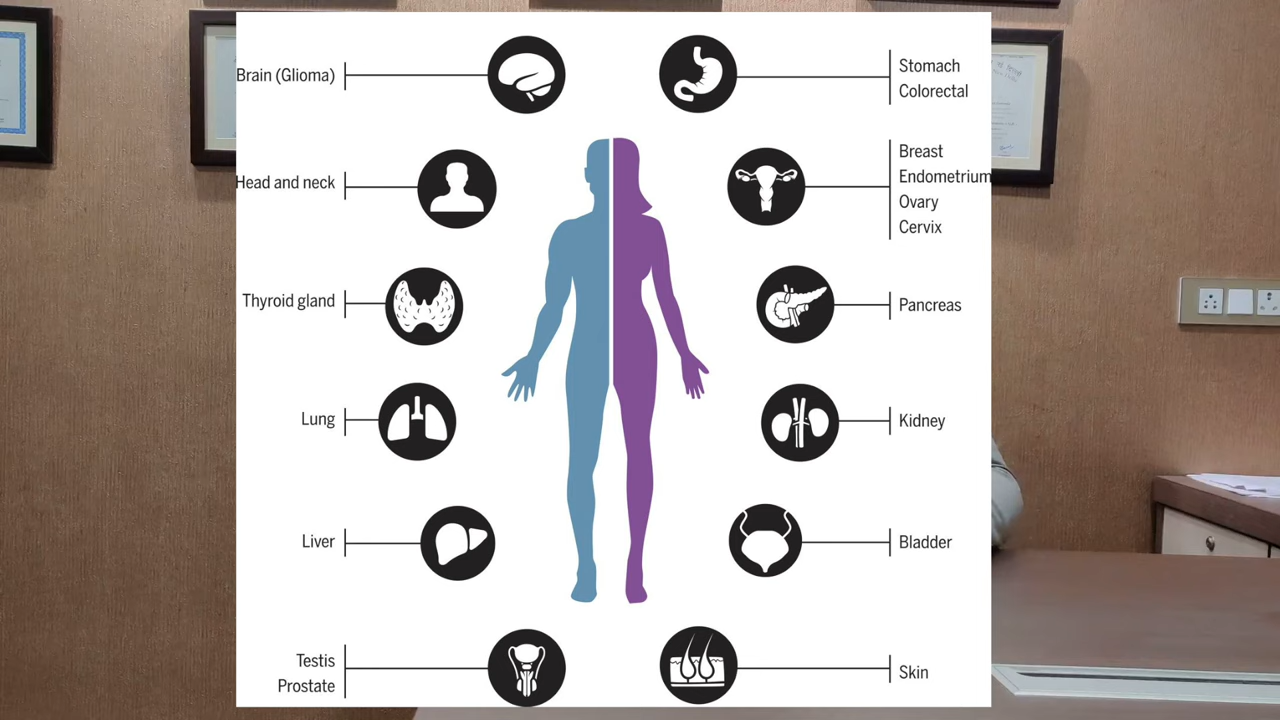 Brain (Glioma)
Head and neck
Thyroid gland
Lung
Liver
Testis
Prostate
Stomach
Colorectal
Breast
Endometrium
Ovary
Cervix
Pancreas
Kidney
Bladder
Skin